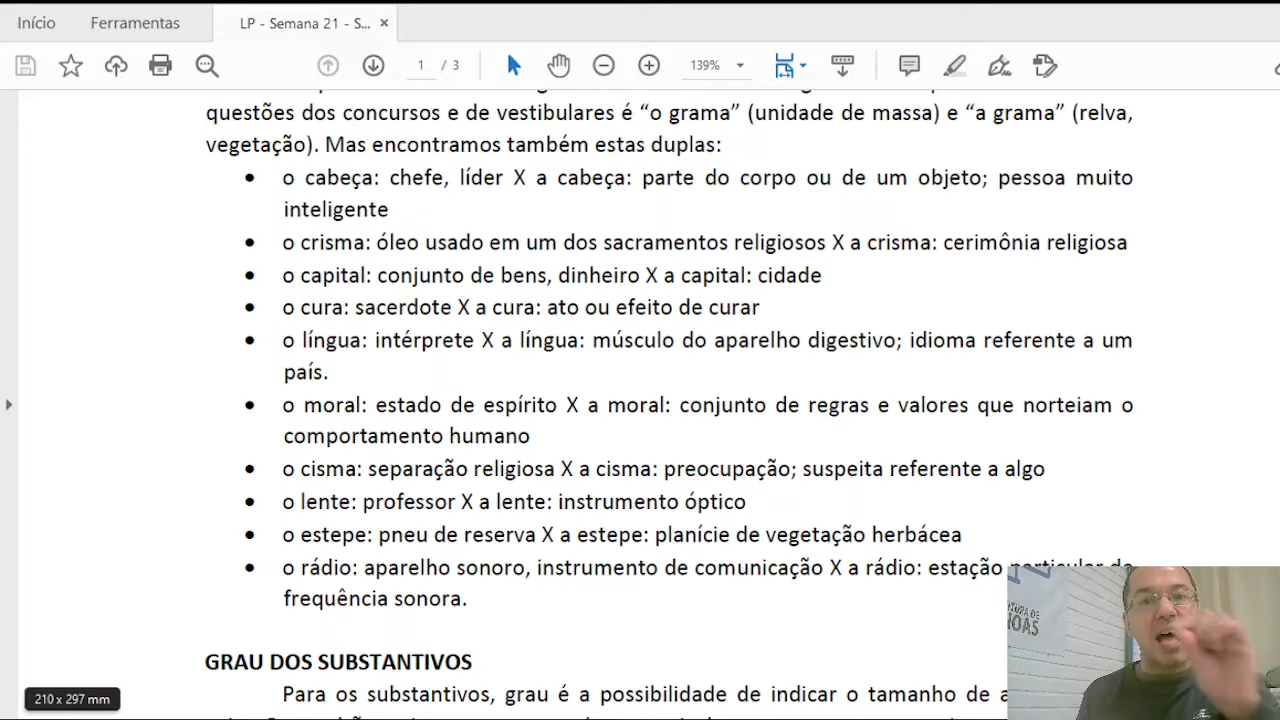 Início Ferramentas LP - Semana 21 - S... ×
1 / 3 139%
questões dos concursos e de vestibulares é “o grama” (unidade de massa) e “a grama” (relva,
vegetação). Mas encontramos também estas duplas:
• o cabeça: chefe, líder X a cabeça: parte do corpo ou de um objeto; pessoa muito
inteligente
• o crisma: óleo usado em um dos sacramentos religiosos X a crisma: cerimônia religiosa
• o capital: conjunto de bens, dinheiro X a capital: cidade
• o cura: sacerdote X a cura: ato ou efeito de curar
• o língua: intérprete X a língua: músculo do aparelho digestivo; idioma referente a um
país.
• o moral: estado de espírito X a moral: conjunto de regras e valores que norteiam o
comportamento humano
• o cisma: separação religiosa X a cisma: preocupação; suspeita referente a algo
• o lente: professor X a lente: instrumento óptico
• o estepe: pneu de reserva X a estepe: planície de vegetação herbácea
• o rádio: aparelho sonoro, instrumento de comunicação X a rádio: estação
frequência sonora.
GRAU DOS SUBSTANTIVOS
Para os substantivos, grau é a possibilidade de indicar o tamanho de
210 x 297 mm